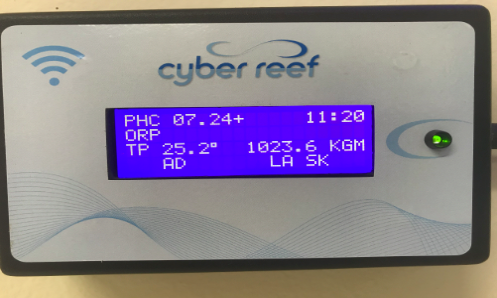 cyber reef
PHC 07.24+ 11:20
ORP
TP 25.2° 1023.6 KGM
AD LA SK